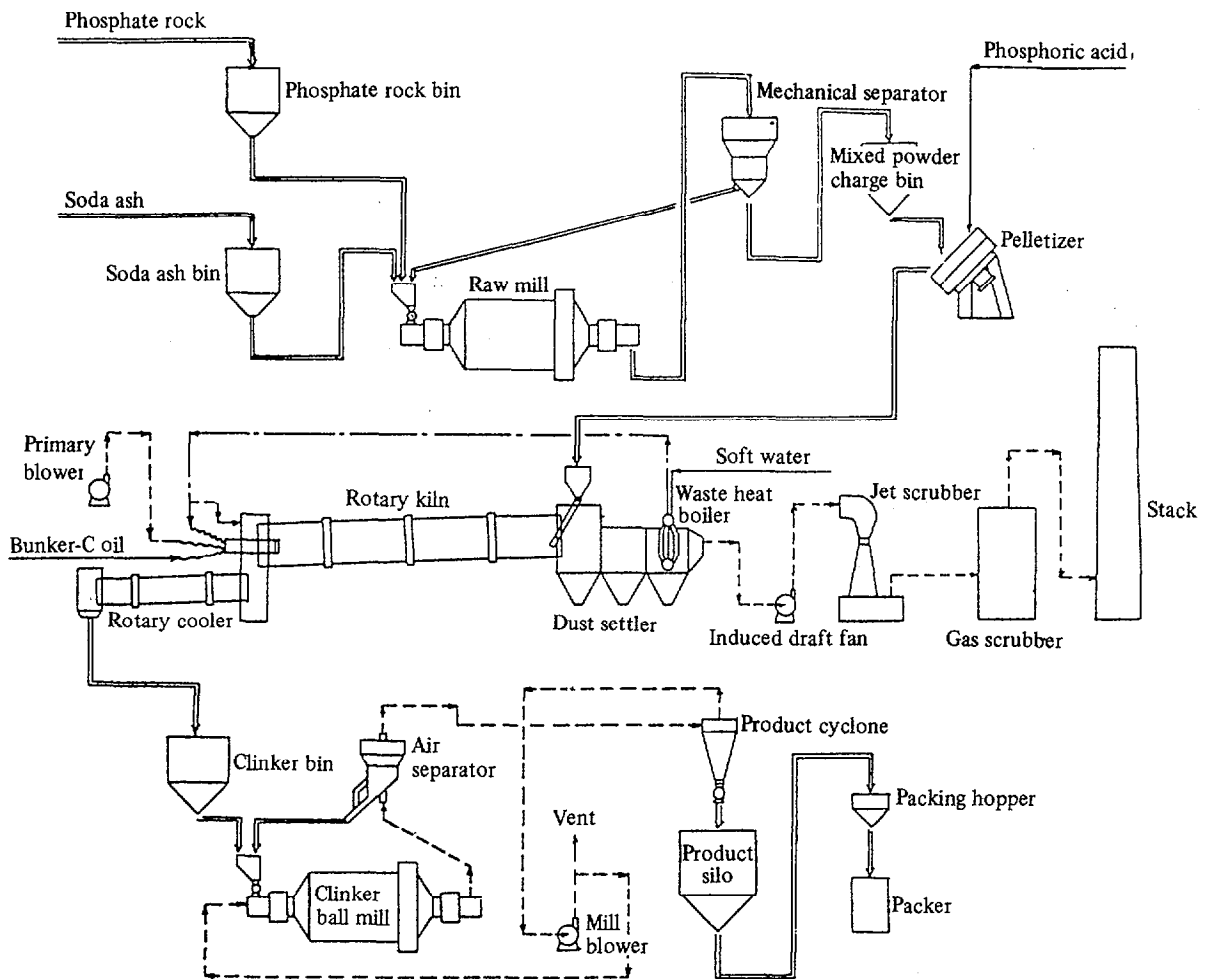 Phosphate rock
Phosphoric acid
Phosphate rock bin
Mechanical separator
Mixed powder
charge bin
Soda ash
Pelletizer
Soda ash bin
Raw mill
Primary
blower
Soft water
Rotary kiln
Waste heat
boiler
Jet scrubber
Stack
Bunker-C oil
Rotary cooler
Dust settler
Induced draft fan
Gas scrubber
Product cyclone
Clinker bin
Air
separator
Packing hopper
Vent
Product
silo
Clinker
ball mill
Mill
blower
Packer